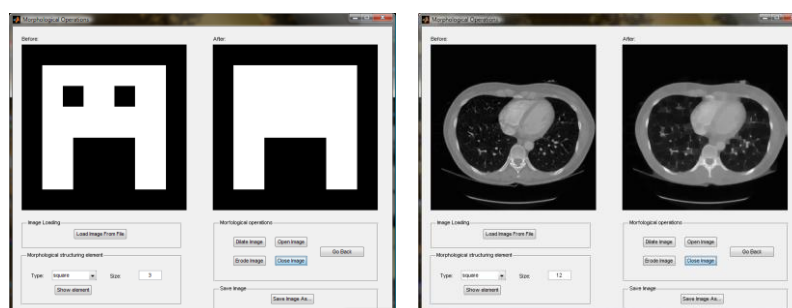 Morphological Operations
Before:
After:
Image Loading
Load Image From File
Morphological structuring element
Type:
square
Size:
3
Show element
Morfological operations
Dilate Image
Open Image
Go Back
Erode Image
Close Image
Save Image
Save Image As...
Morphological Operations
Before:
After:
Image Loading
Load Image From File
Morphological structuring element
Type:
square
Size:
12
Show element
Morfological operations
Dilate Image
Open Image
Go Back
Erode Image
Close Image
Save Image
Save Image As...